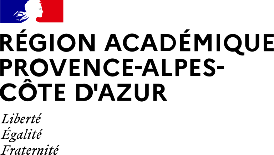 RÉGION ACADÉMIQUE
PROVENCE-ALPES-
CÔTE D'AZUR
Liberté
Égalité
Fraternité